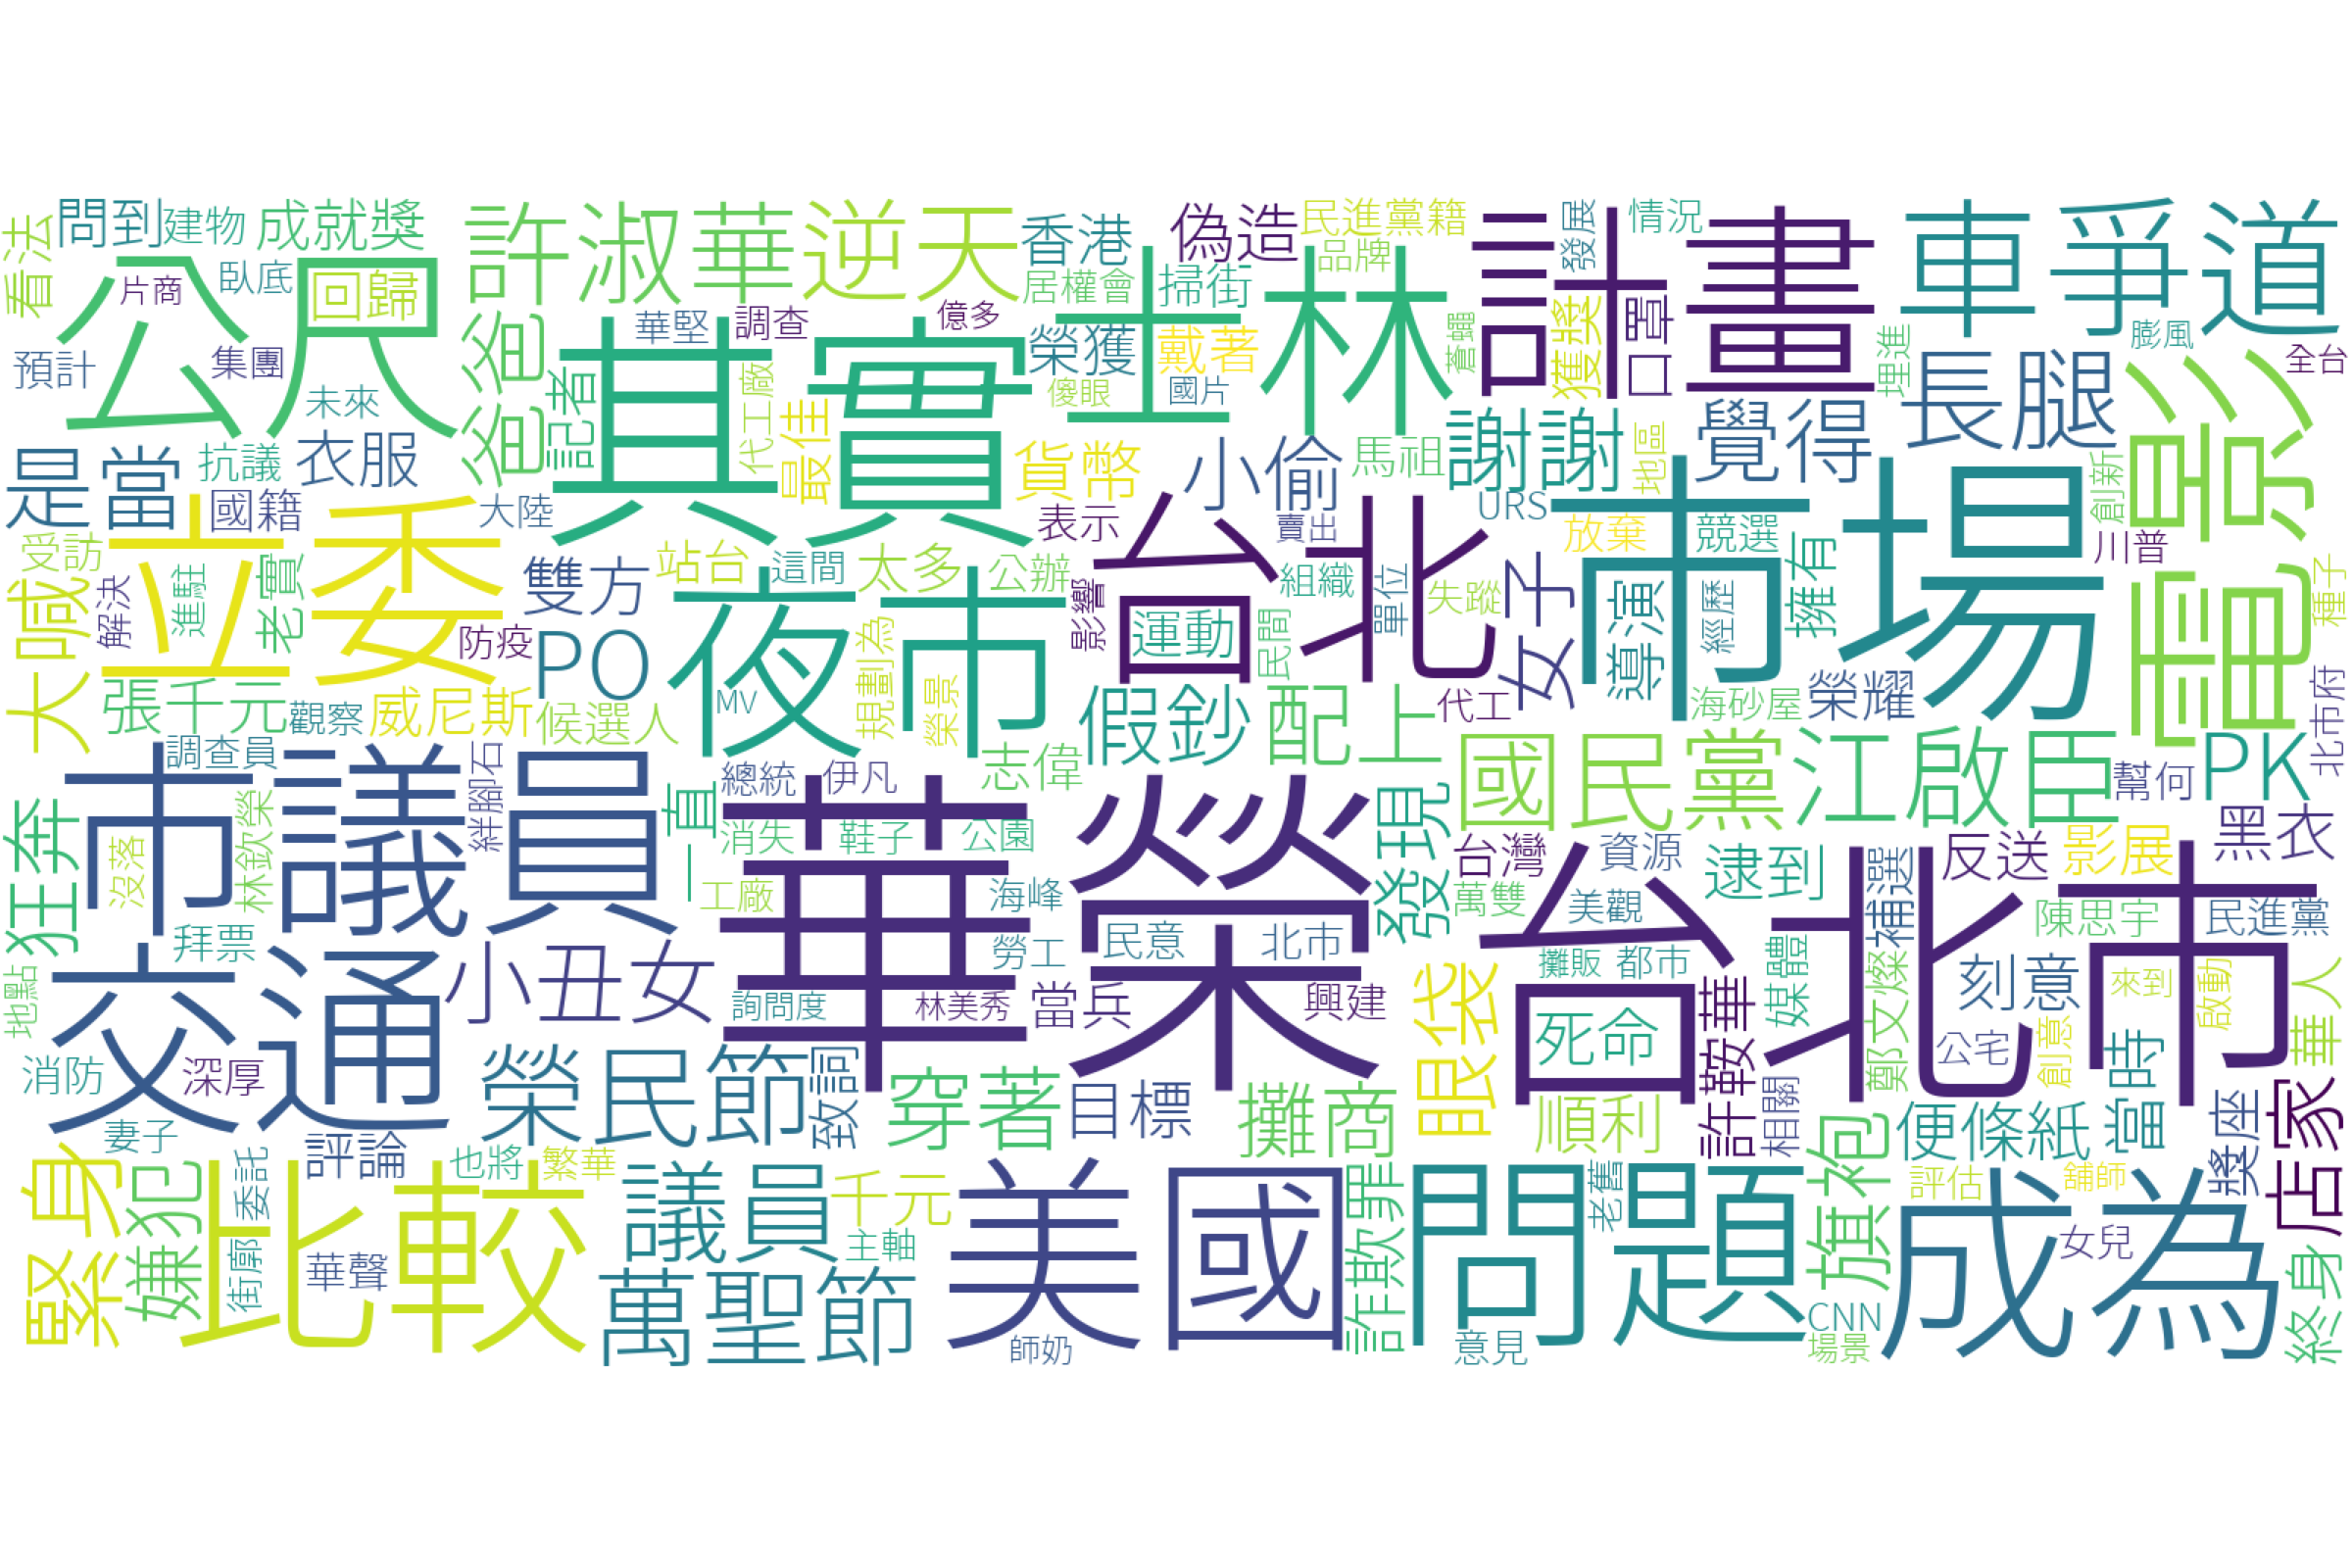 看法
問到
建物
成就獎
許淑華
逆天
香港
偽造
民進黨籍
發展
情況
車爭道
片商
臥底
回歸
公尺
爸爸
其實
華堅
調查
億多
居權會
掃街
士林
品牌
計畫
口罩
獲獎
蒼蠅
榮獲
戴著
傻眼
國片
埋進
膨風
全台
預計
集團
未來
記者
代工廠
最佳
長腿
電影
是當
抗議
衣服
國籍
大陸
貨幣
小偷
馬祖
謝謝
地區
覺得
創新
受訪
立委
老實
進駐
解決
大喊
雙方
防疫
PO
站台
這間
太多
公辦
表示
影響
台北
賣出
組織
運動
民間
單位
失蹤
URS
女子
放棄
競選
導演
經歷
擁有
市場
川普
種子
張千元
觀察
威尼斯
候選人
夜市
MV
規劃為
榮景
志偉
假鈔
配上
代工
海砂屋
榮耀
北市府
調查員
市議員
絆腳石
林欽榮
沒落
狂奔
一直
總統
伊凡
消失
鞋子
公園
工廠
華榮
海峰
勞工
民意
北市
發現
國民黨
江啟臣
PK
幫何
黑衣
台灣
萬雙
資源
美觀
逮到
補選
反送
影展
陳思宇
民進黨
拜票
地點
交通
小丑女
詢問度
林美秀
當兵
興建
眼袋
攤販
都市
台北市
許鞍華
媒體
鄭文燦
刻意
公宅
創意
來到
啟動
華人
消防
深厚
榮民節
致詞
穿著
目標
攤商
死命
順利
相關
當時
便條紙
獎座
店家
妻子
評論
緊身
嫌犯
委託
街廓
華聲
比較
也將
繁華
議員
千元
主軸
萬聖節
美國
師奶
詐欺罪
問題
老舊
意見
旗袍
CNN
場景
評估
舖師
成為
女兒
終身